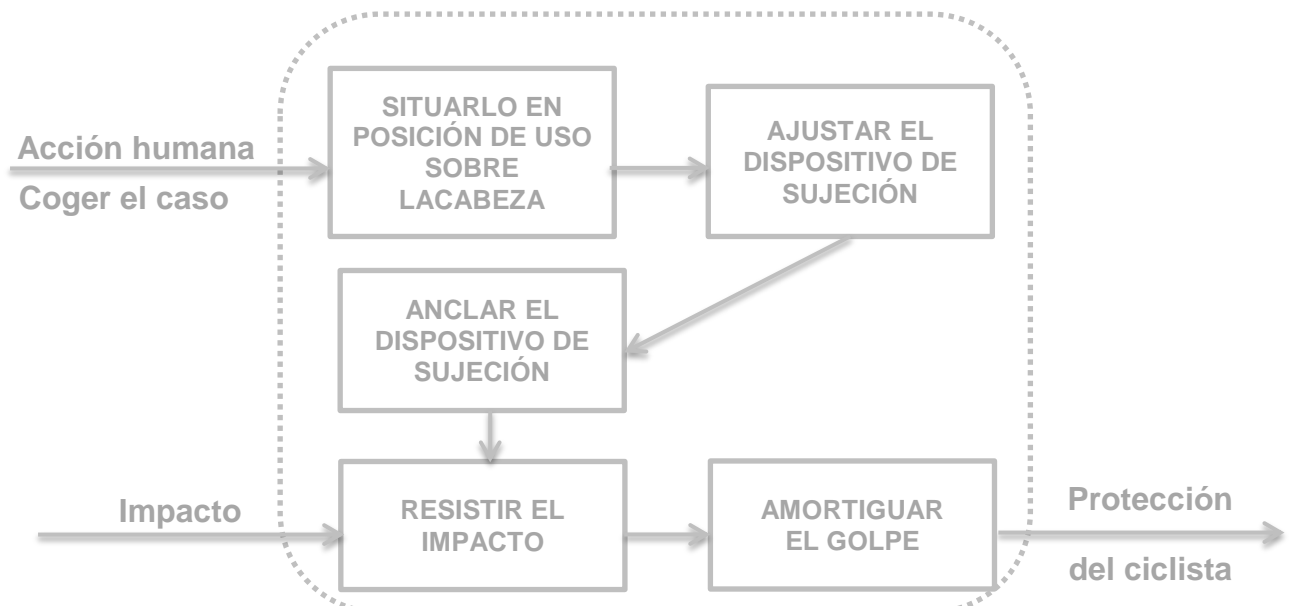 Acción humana
Coger el caso
SITUARLO EN
POSICIÓN DE USO
SOBRE
LACABEZA
AJUSTAR EL
DISPOSITIVO DE
SUJECIÓN
ANCLAR EL
DISPOSITIVO DE
SUJECIÓN
Impacto
RESISTIR EL
IMPACTO
AMORTIGUAR
EL GOLPE
Protección
del ciclista